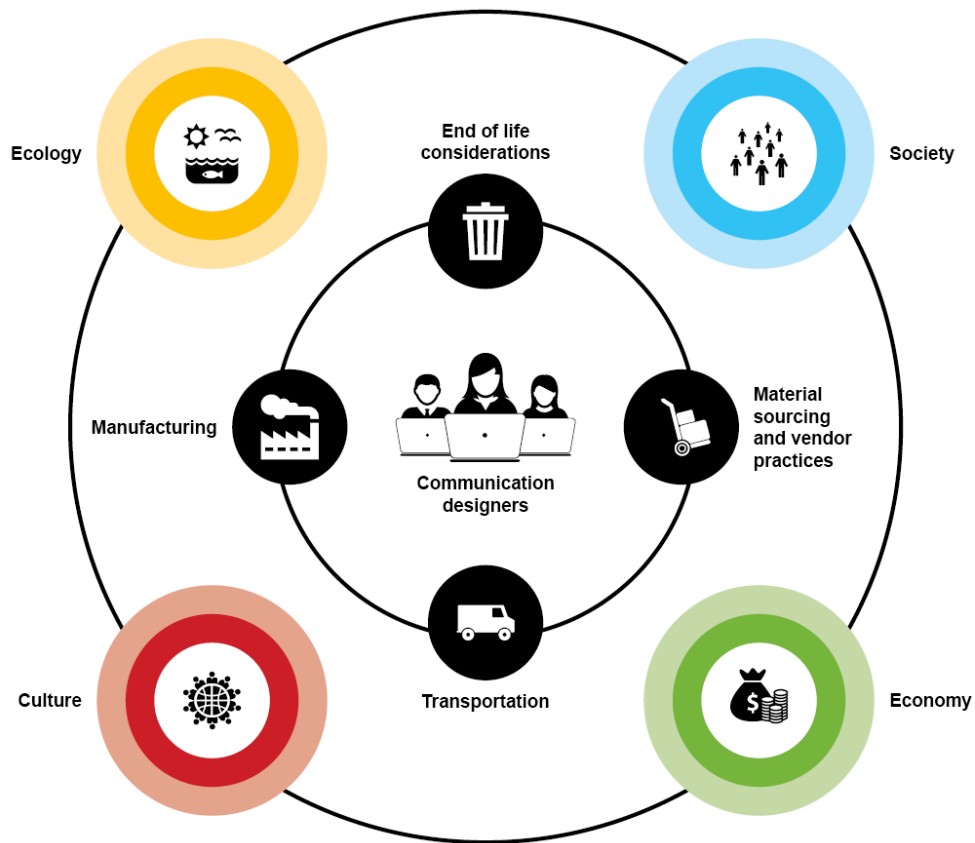 End of life
considerations
Ecology
Society
Material
sourcing
and vendor
practices
Manufacturing
Communication
designers
Culture
Transportation
$
Economy